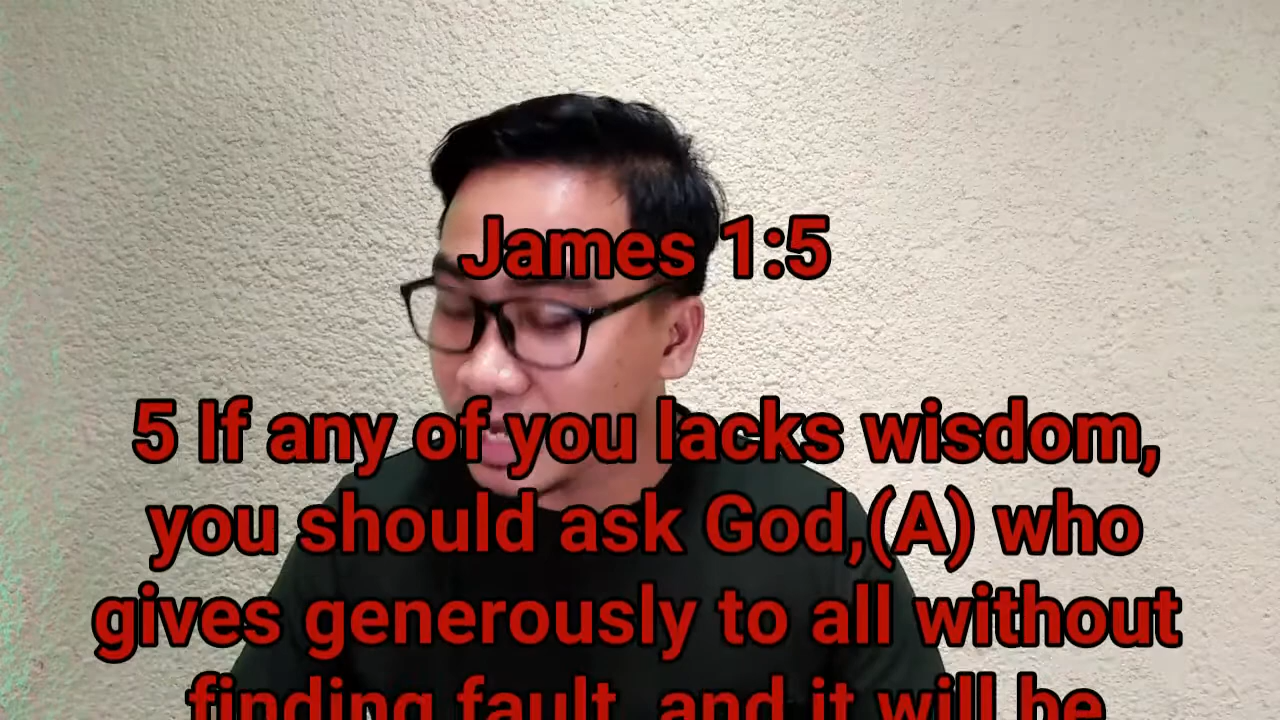 James 1:5
5 If any of you lacks wisdom,
you should ask God,(A) who
gives generously to all without
finding fault, and it will be